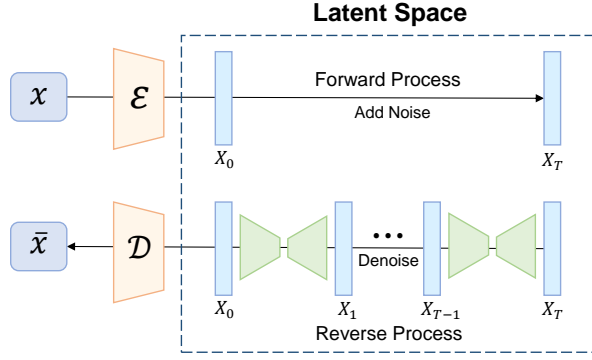 Latent Space
x
ℰ
Forward Process
Add Noise
X_0
X_T
x̄
𝒟
...
Denoise
X_0
X_1
X_{T-1}
X_T
Reverse Process